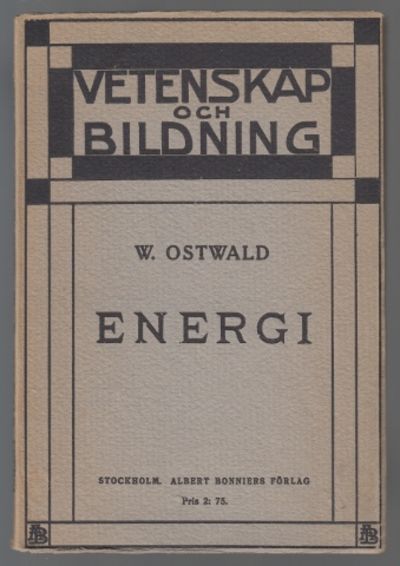 VETENSKAP
OCH
BILDNING
W. OSTWALD
ENERGI
STOCKHOLM. ALBERT BONNIERS FÖRLAG
Pris 2: 75.